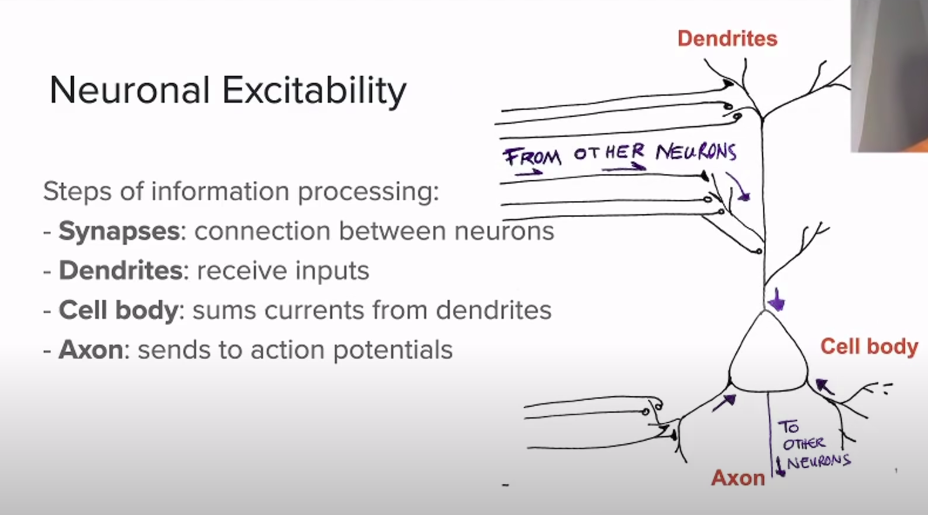 Neuronal Excitability
Steps of information processing:
- Synapses: connection between neurons
- Dendrites: receive inputs
- Cell body: sums currents from dendrites
- Axon: sends to action potentials
Dendrites
FROM OTHER NEURONS
Cell body
TO
OTHER
NEURONS
Axon